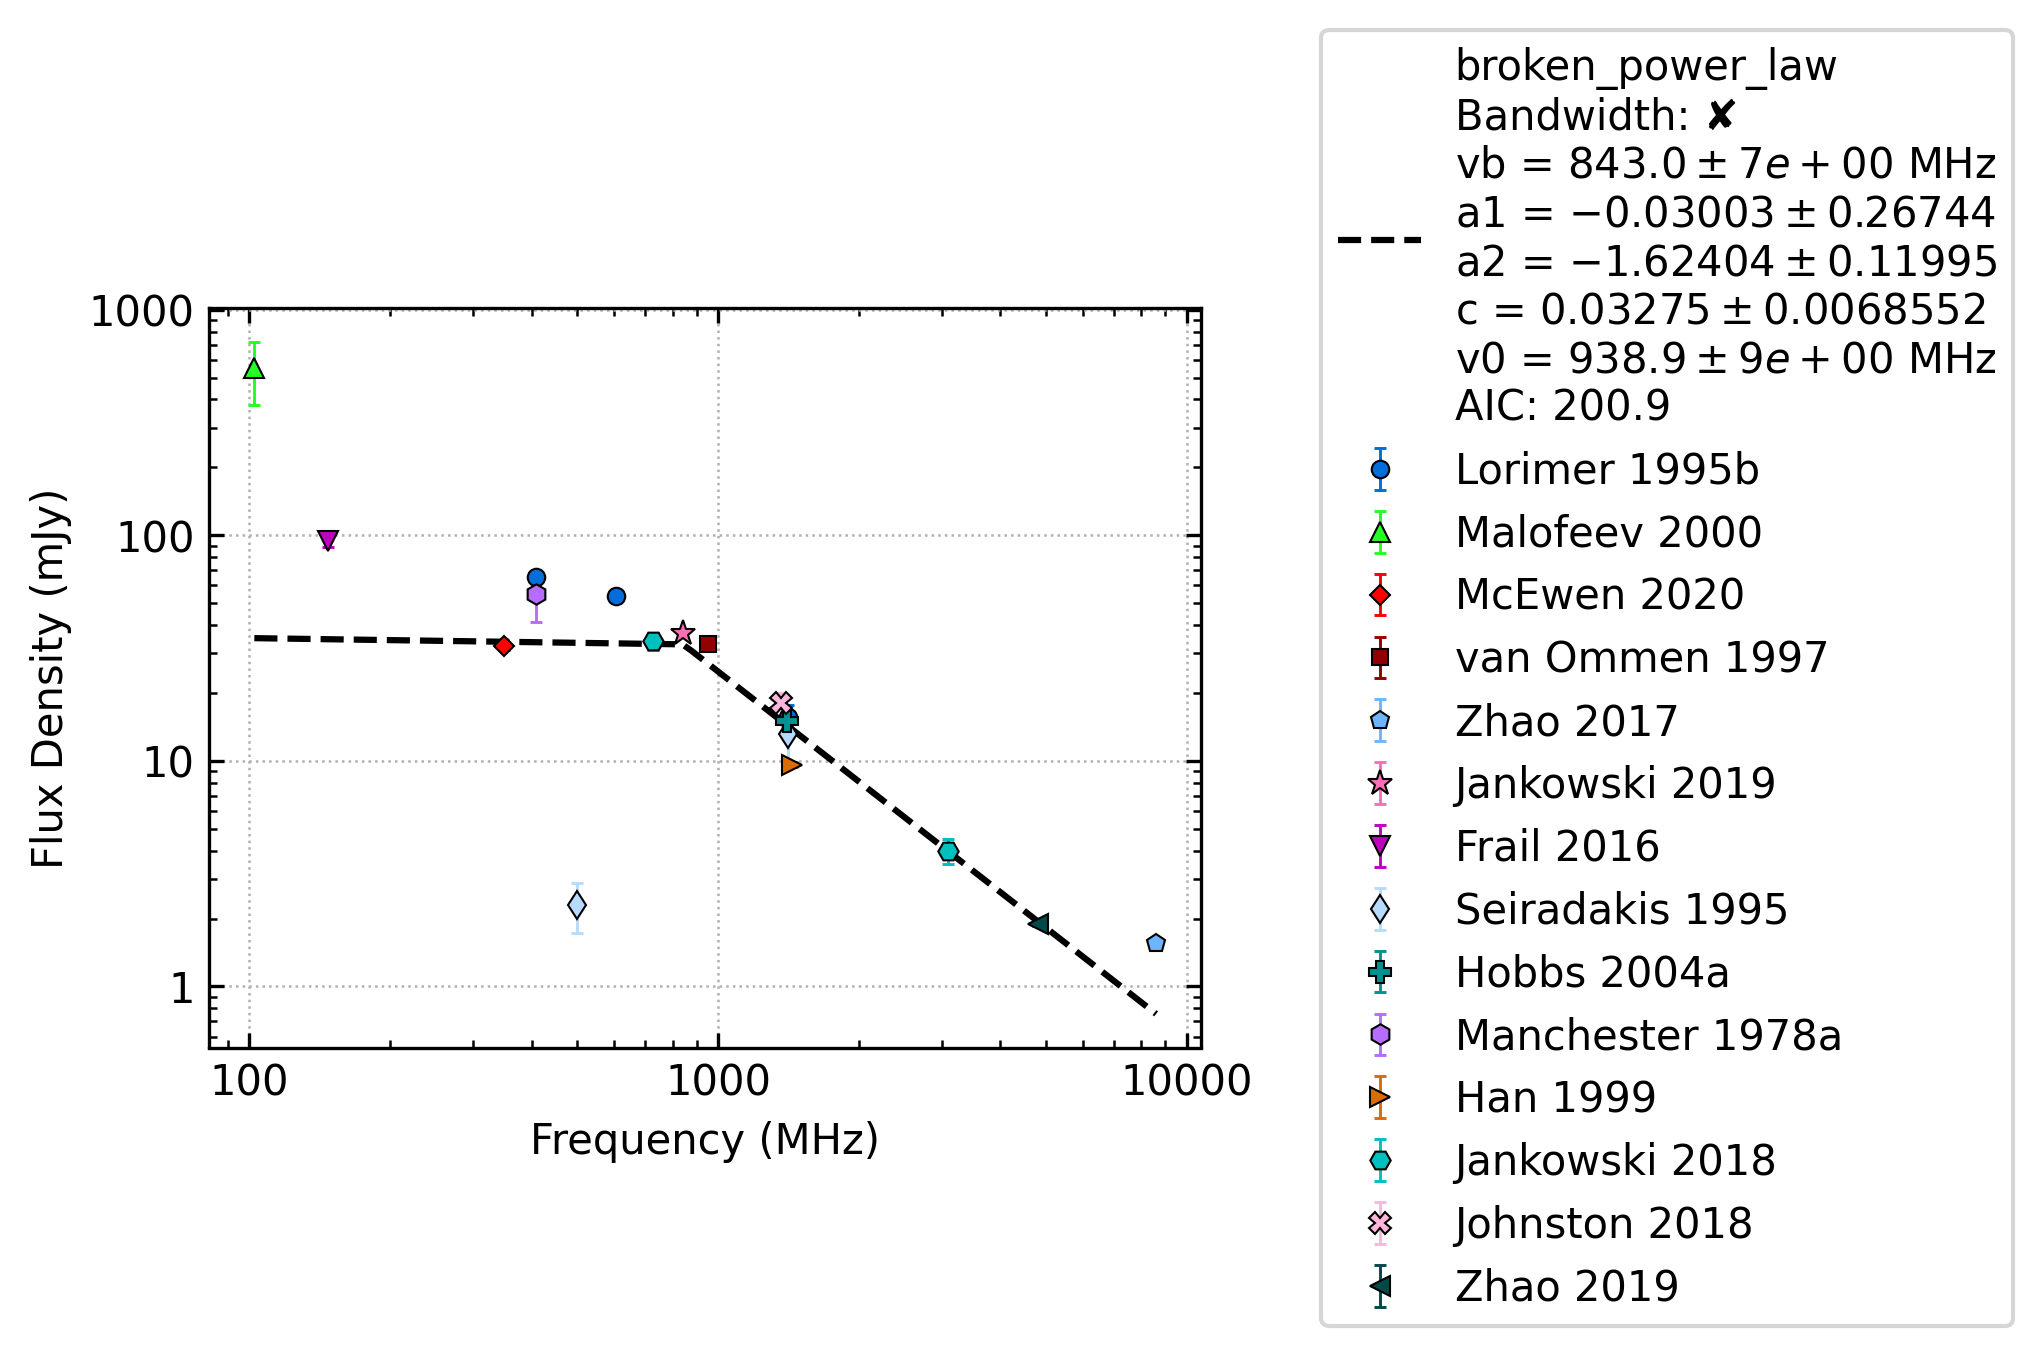 broken_power_law
Bandwidth: ✘
vb = 843.0 ± 7e + 00 MHz
a1 = −0.03003 ± 0.26744
a2 = −1.62404 ± 0.11995
c = 0.03275 ± 0.0068552
v0 = 938.9 ± 9e + 00 MHz
AIC: 200.9
Lorimer 1995b
Malofeev 2000
McEwen 2020
van Ommen 1997
Zhao 2017
Jankowski 2019
Frail 2016
Seiradakis 1995
Hobbs 2004a
Manchester 1978a
Han 1999
Jankowski 2018
Johnston 2018
Zhao 2019
Flux Density (mJy)
1000
100
10
1
100
1000
10000
Frequency (MHz)